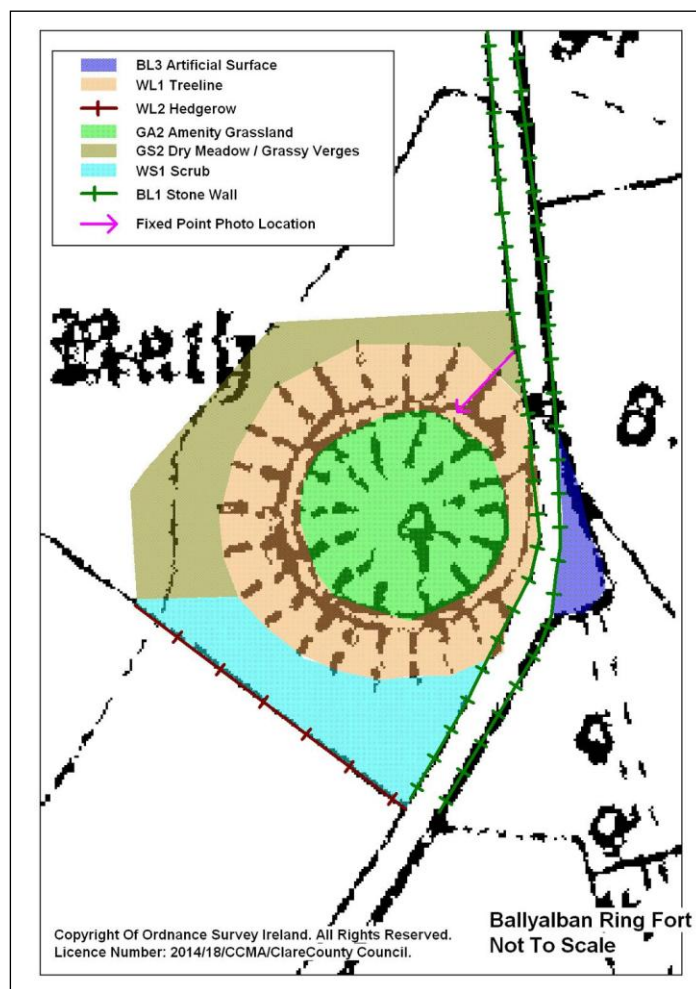 BL3 Artificial Surface
WL1 Treeline
WL2 Hedgerow
GA2 Amenity Grassland
GS2 Dry Meadow / Grassy Verges
WS1 Scrub
BL1 Stone Wall
Fixed Point Photo Location
6.
Copyright Of Ordnance Survey Ireland. All Rights Reserved.
Licence Number: 2014/18/CCMA/ClareCounty Council.
Ballyalban Ring Fort
Not To Scale